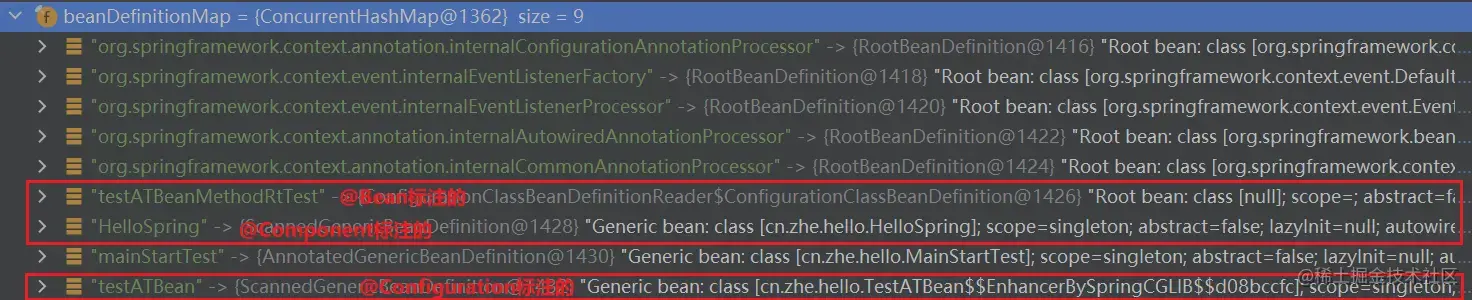 beanDefinitionMap = {ConcurrentHashMap@1362} size = 9
"org.springframework.context.annotation.internalConfigurationAnnotationProcessor" -> {RootBeanDefinition@1416} "Root bean: class [org.springframework.cc
"org.springframework.context.event.internalEventListenerFactory" -> {RootBeanDefinition@1418} "Root bean: class [org.springframework.context.event.Default
"org.springframework.context.event.internalEventListenerProcessor" -> {RootBeanDefinition@1420} "Root bean: class [org.springframework.context.event.Event
"org.springframework.context.annotation.internalAutowiredAnnotationProcessor" -> {RootBeanDefinition@1422} "Root bean: class [org.springframework.bean
"org.springframework.context.annotation.internalCommonAnnotationProcessor" -> {RootBeanDefinition@1424} "Root bean: class [org.springframework.contex
"testATBeanMethodRtTest" -> @Bean标注的 ClassBeanDefinitionReader$ConfigurationClassBeanDefinition@1426} "Root bean: class [null]; scope=; abstract=fa
"HelloSpring" -> @Component标注的 @1428} "Generic bean: class [cn.zhe.hello.HelloSpring]; scope=singleton; abstract=false; lazyInit=null; autowire
"mainStartTest" -> {AnnotatedGenericBeanDefinition@1430} "Generic bean: class [cn.zhe.hello.MainStartTest]; scope=singleton; abstract=false; lazyInit=null; au
"testATBean" -> {ScannedGener @Configuration标注的 "Generic bean: class [cn.zhe.hello.TestATBean$$EnhancerBySpringCGLIB$$d08bccfc]; scope=singleton;
@稀土掘金技术社区